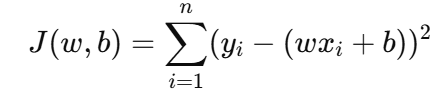 J(w, b) = \sum_{i=1}^{n} (y_i - (wx_i + b))^2